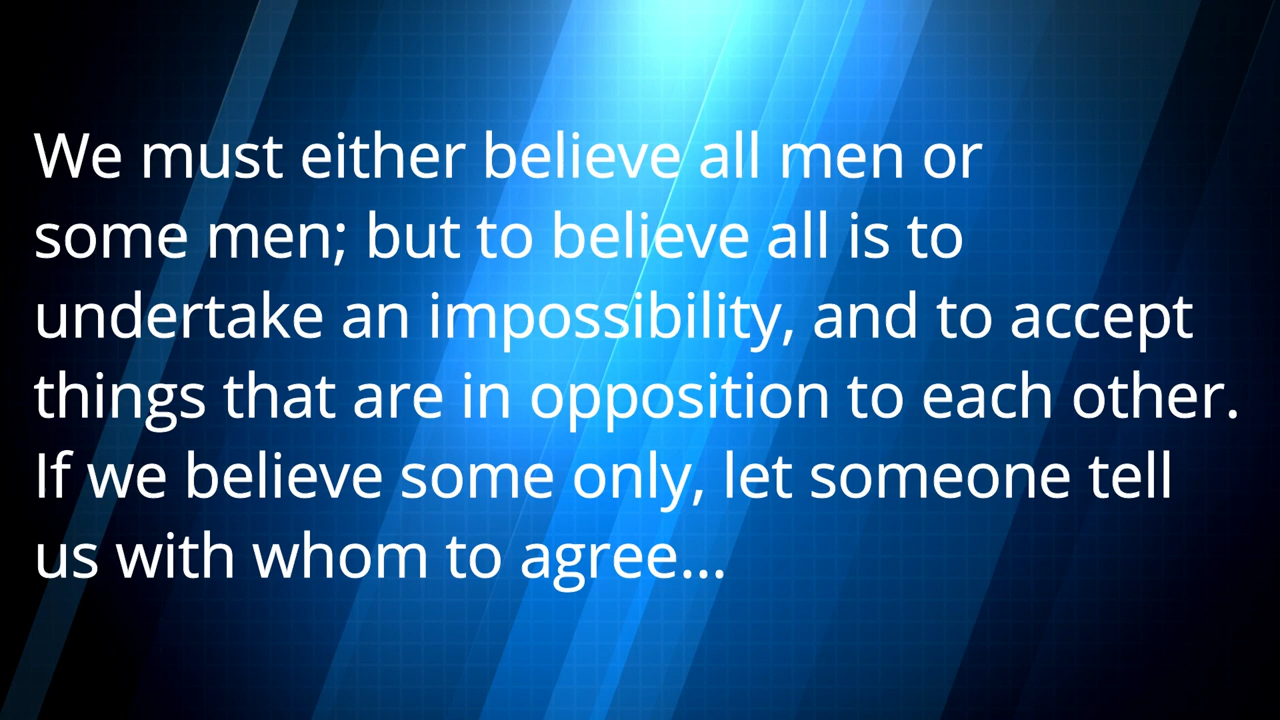 We must either believe all men or
some men; but to believe all is to
undertake an impossibility, and to accept
things that are in opposition to each other.
If we believe some only, let someone tell
us with whom to agree...